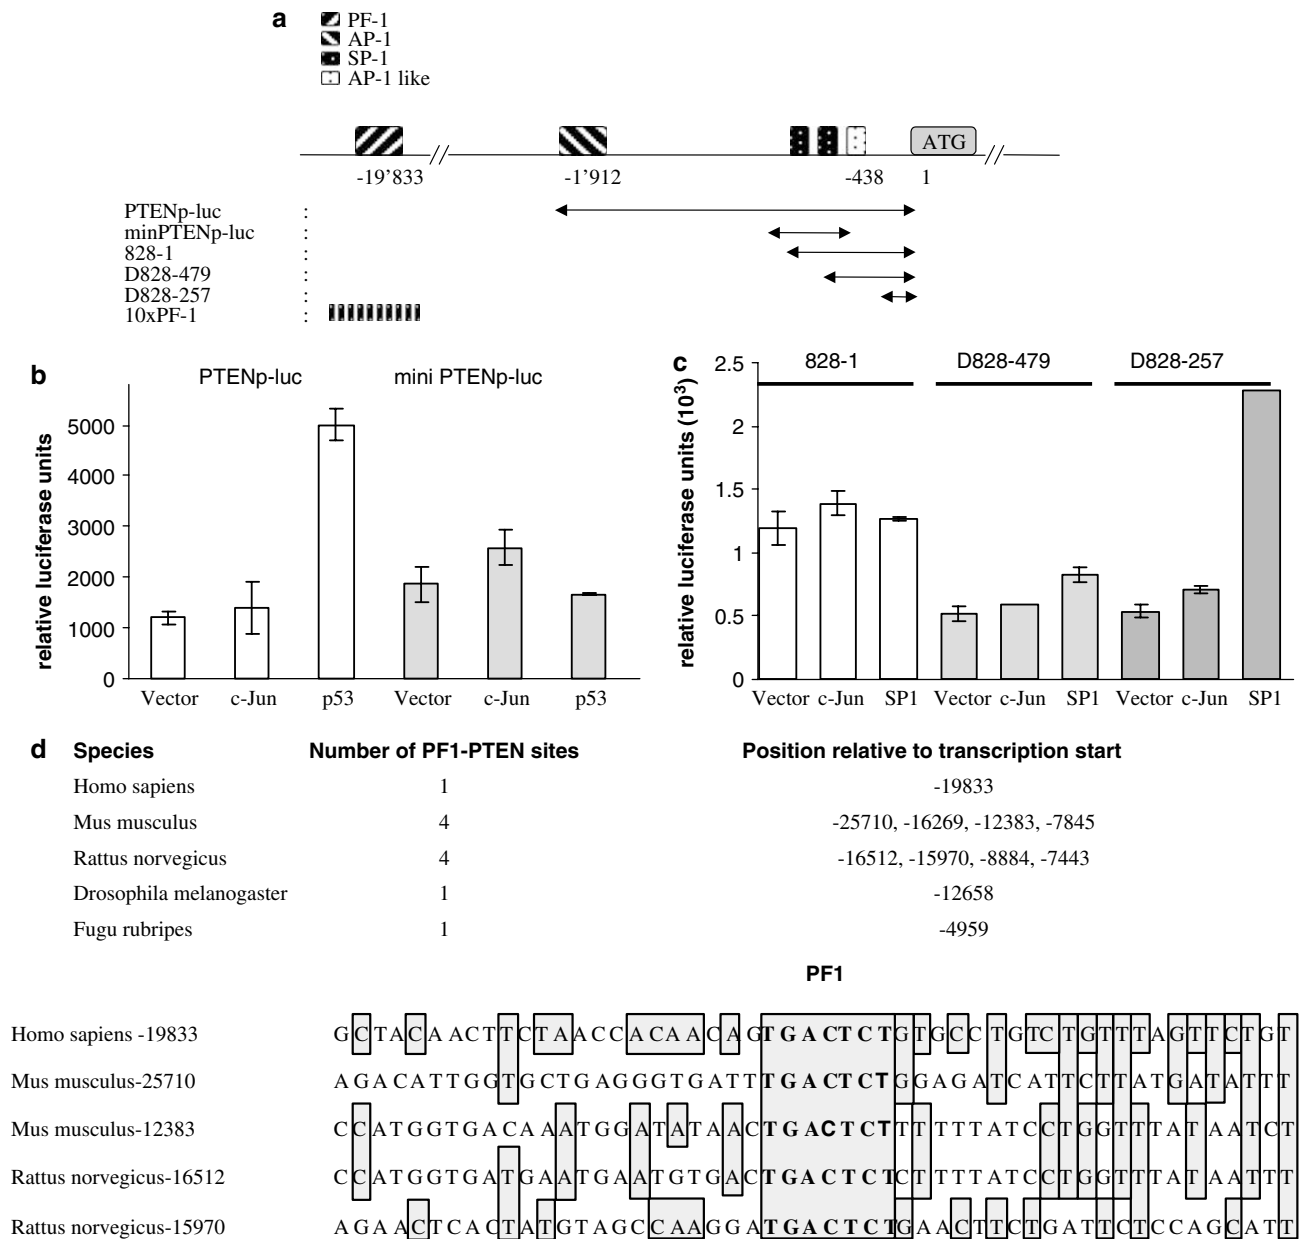 a
PF-1
AP-1
SP-1
AP-1 like
ATG
-19'833
-1'912
-438
1
PTENp-luc :
minPTENp-luc :
828-1 :
D828-479 :
D828-257 :
10xPF-1 :
b
PTENp-luc
mini PTENp-luc
relative luciferase units
5000
4000
3000
2000
1000
0
Vector c-Jun p53 Vector c-Jun p53
c
828-1
D828-479
D828-257
relative luciferase units (10³)
2.5
2
1.5
1
0.5
0
Vector c-Jun SP1 Vector c-Jun SP1 Vector c-Jun SP1
d
Species Number of PF1-PTEN sites Position relative to transcription start
Homo sapiens 1 -19833
Mus musculus 4 -25710, -16269, -12383, -7845
Rattus norvegicus 4 -16512, -15970, -8884, -7443
Drosophila melanogaster 1 -12658
Fugu rubripes 1 -4959
PF1
Homo sapiens -19833 GCTACAACTTCTAACCACAACAGTGACTCTGTGCCTGTCTGTTTAGTTCTGT
Mus musculus-25710 AGACATTGGTGCTGAGGGTGATTTGACTCTGGAGATCATTCTTATGATATTT
Mus musculus-12383 CCATGGTGACAAATGGATATAACTGACTCTTTTTTATCCTGGTTTATAATCT
Rattus norvegicus-16512 CCATGGTGATGAATGAATGTGACTGACTCTCTTTTATCCTGGTTTATAATTT
Rattus norvegicus-15970 AGAACTCACTATGTAGCCAAGGATGACTCTGAACTTCTGATTCTCCAGCATT